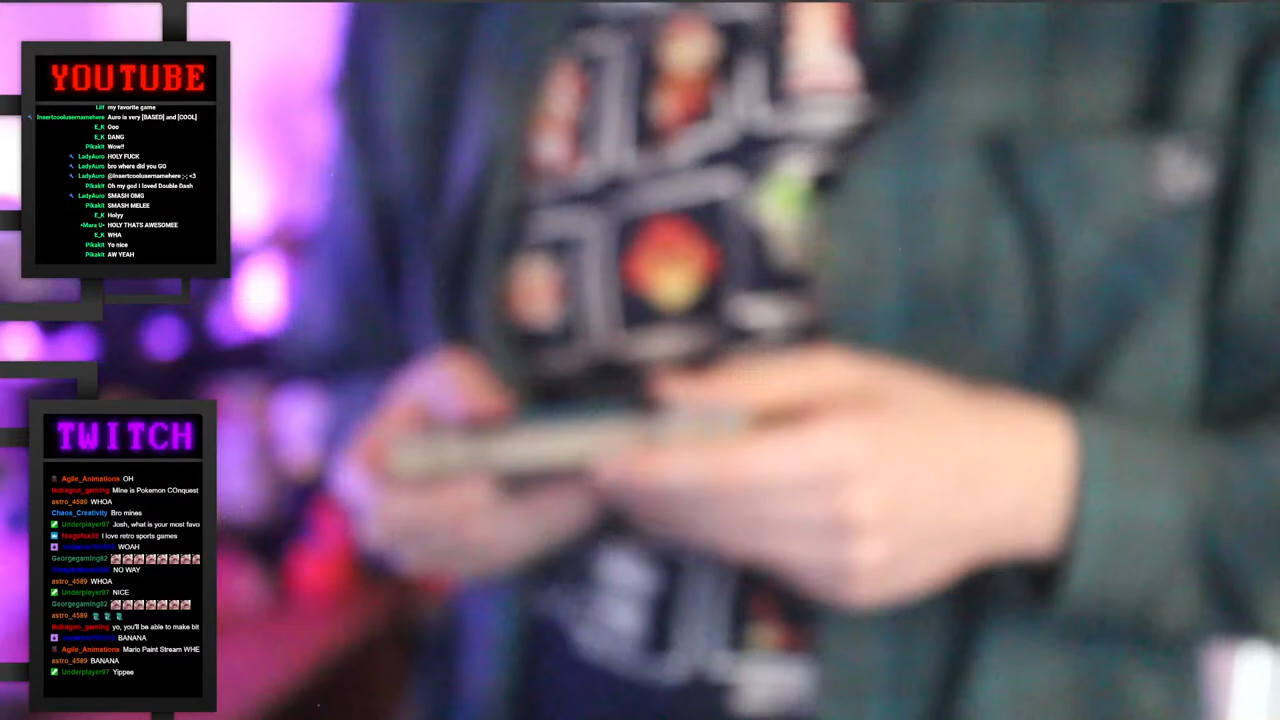 YOUTUBE
Lilf my favorite game
Insertcoolusernamehere Auro is very [BASED] and [COOL]
E_K Ooo
E_K DANG
Pikakit Wow!!
LadyAuro HOLY FUCK
LadyAuro bro where did you GO
LadyAuro @Insertcoolusernamehere ;-; <3
Pikakit Oh my god I loved Double Dash
LadyAuro SMASH OMG
Pikakit SMASH MELEE
E_K Holyy
•Mara U• HOLY THATS AWESOMEE
E_K WHA
Pikakit Yo nice
Pikakit AW YEAH
TWITCH
Agile_Animations OH
MIne is Pokemon COnquest
astro_4589 WHOA
Chaos_Creativity Bro mines
Underplayer97 Josh, what is your most favo
I love retro sports games
WOAH
Georgegaming82
NO WAY
astro_4589 WHOA
Underplayer97 NICE
Georgegaming82
astro_4589
yo, you'll be able to make bit
BANANA
Agile_Animations Mario Paint Stream WHE
astro_4589 BANANA
Underplayer97 Yippee